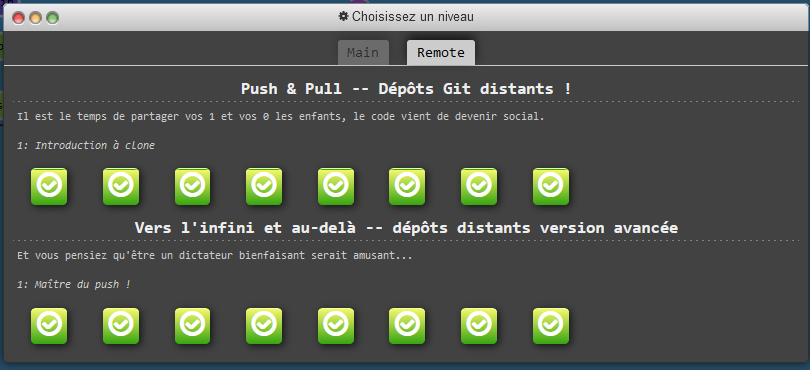 Choisissez un niveau
Main Remote
Push & Pull -- Dépôts Git distants !
Il est le temps de partager vos 1 et vos 0 les enfants, le code vient de devenir social.
1: Introduction à clone
Vers l'infini et au-delà -- dépôts distants version avancée
Et vous pensiez qu'être un dictateur bienfaisant serait amusant...
1: Maître du push !